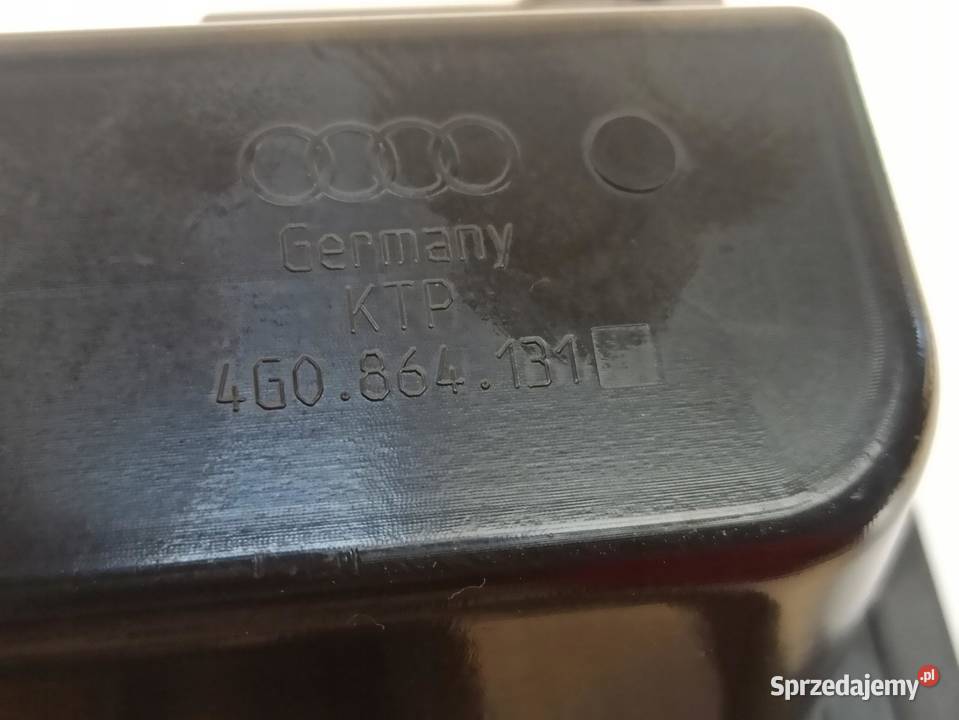 Germany
KTP
4G0.864.131
Sprzedajemy.pl